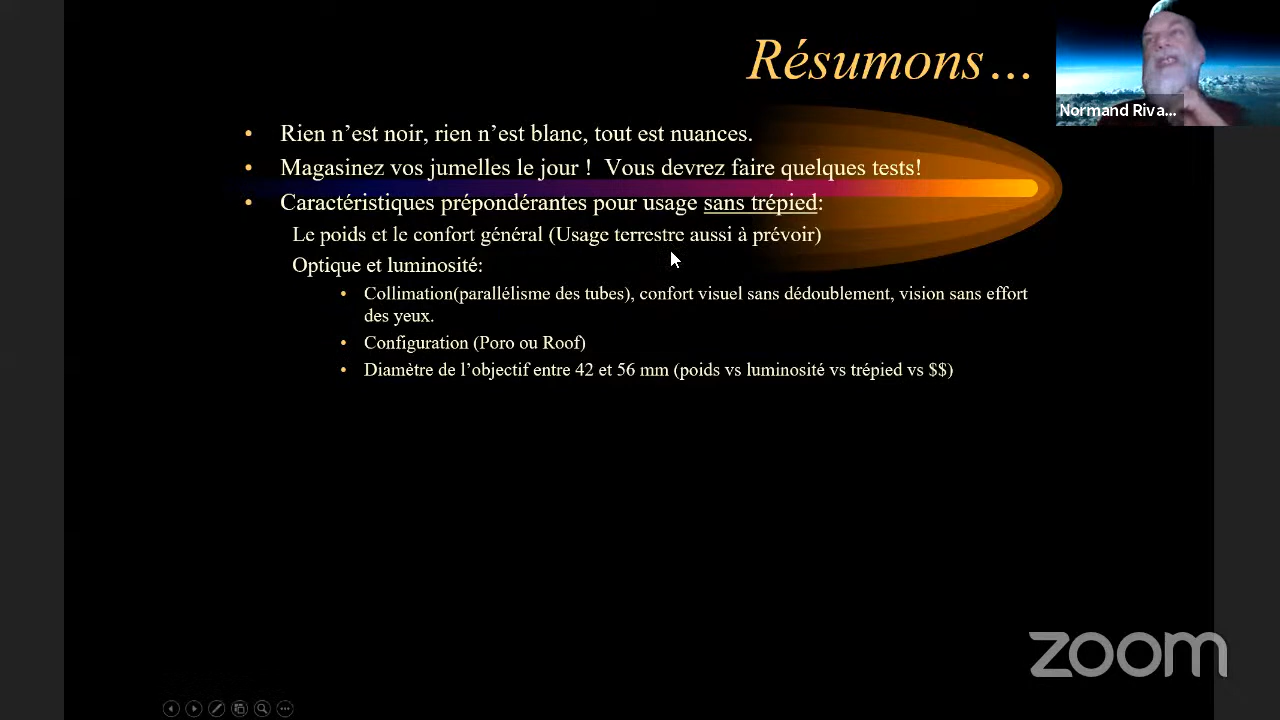 Résumons…
Normand Riva...
Rien n’est noir, rien n’est blanc, tout est nuances.
Magasinez vos jumelles le jour ! Vous devrez faire quelques tests!
Caractéristiques prépondérantes pour usage sans trépied:
Le poids et le confort général (Usage terrestre aussi à prévoir)
Optique et luminosité:
Collimation(parallélisme des tubes), confort visuel sans dédoublement, vision sans effort
des yeux.
Configuration (Poro ou Roof)
Diamètre de l’objectif entre 42 et 56 mm (poids vs luminosité vs trépied vs $$)
zoom